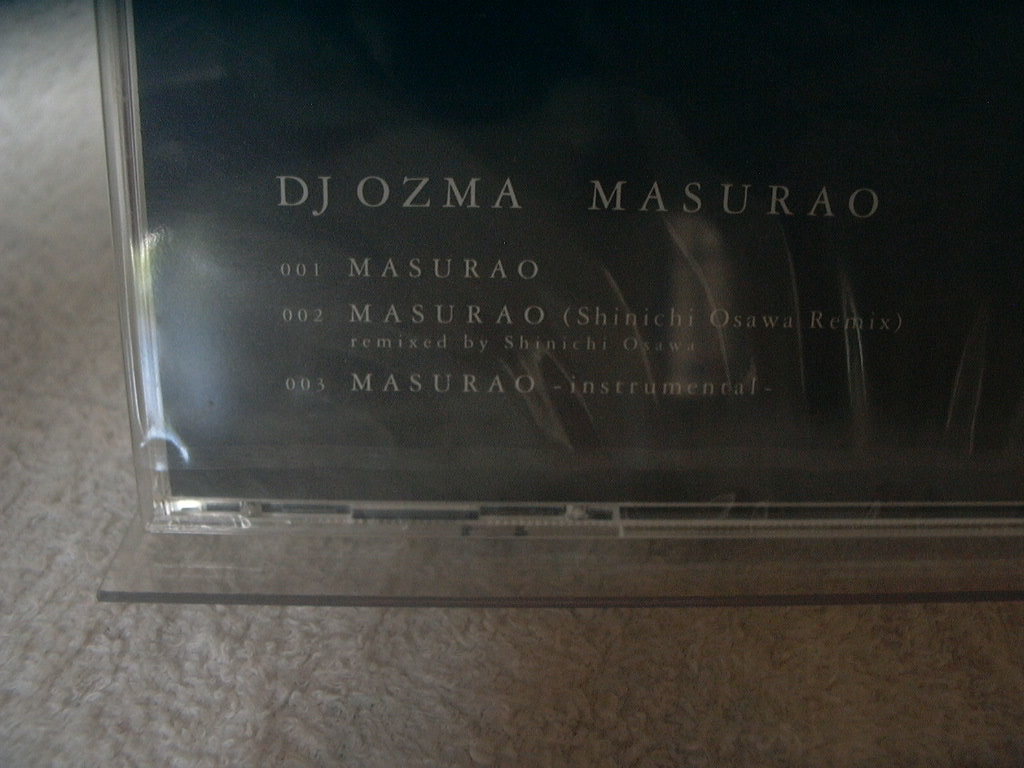 DJ OZMA MASURAO
001 MASURAO
002 MASURAO (Shinichi Osawa Remix)
remixed by Shinichi Osawa
003 MASURAO -instrumental-